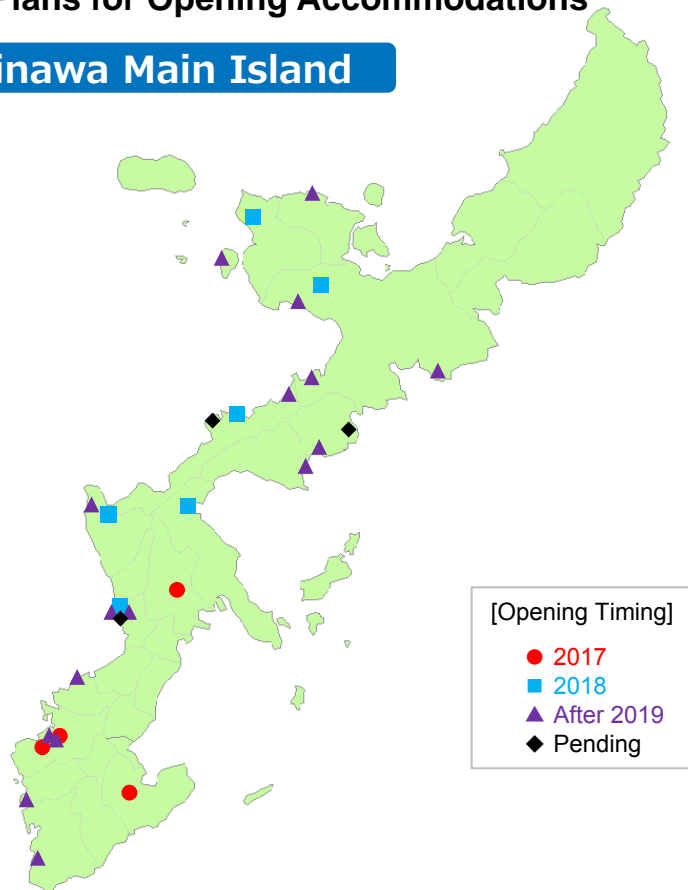 Plans for Opening Accommodations
inawa Main Island
[Opening Timing]
2017
2018
After 2019
Pending